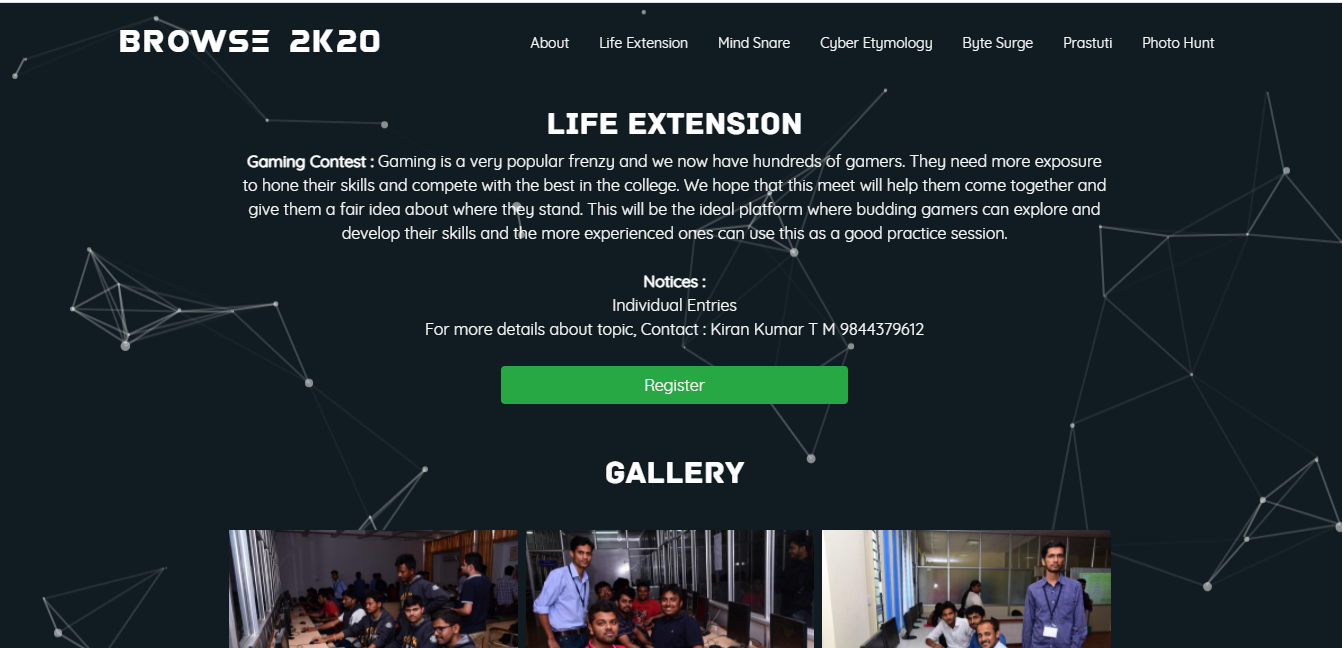 BROWSE 2K20
About Life Extension Mind Snare Cyber Etymology Byte Surge Prastuti Photo Hunt
LIFE EXTENSION
Gaming Contest : Gaming is a very popular frenzy and we now have hundreds of gamers. They need more exposure
to hone their skills and compete with the best in the college. We hope that this meet will help them come together and
give them a fair idea about where they stand. This will be the ideal platform where budding gamers can explore and
develop their skills and the more experienced ones can use this as a good practice session.
Notices :
Individual Entries
For more details about topic, Contact : Kiran Kumar T M 9844379612
Register
GALLERY